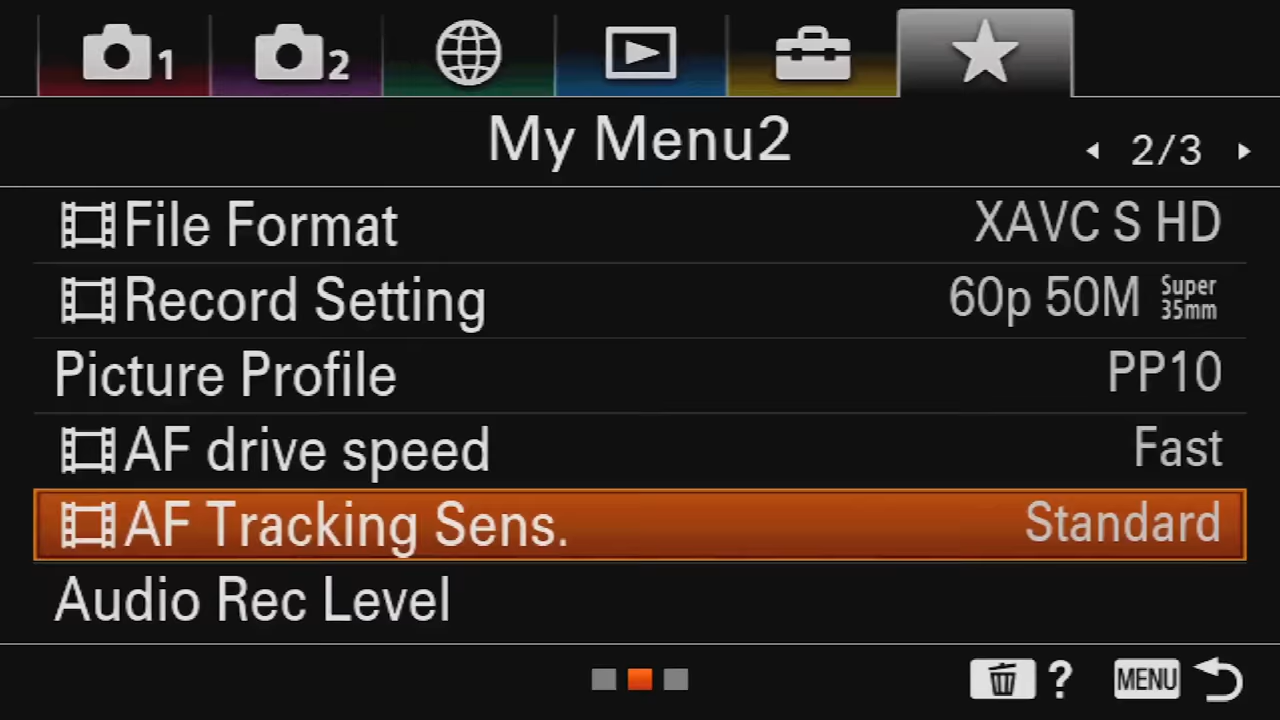 1 2
My Menu2
2/3
File Format XAVC S HD
Record Setting 60p 50M Super 35mm
Picture Profile PP10
AF drive speed Fast
AF Tracking Sens. Standard
Audio Rec Level
? MENU